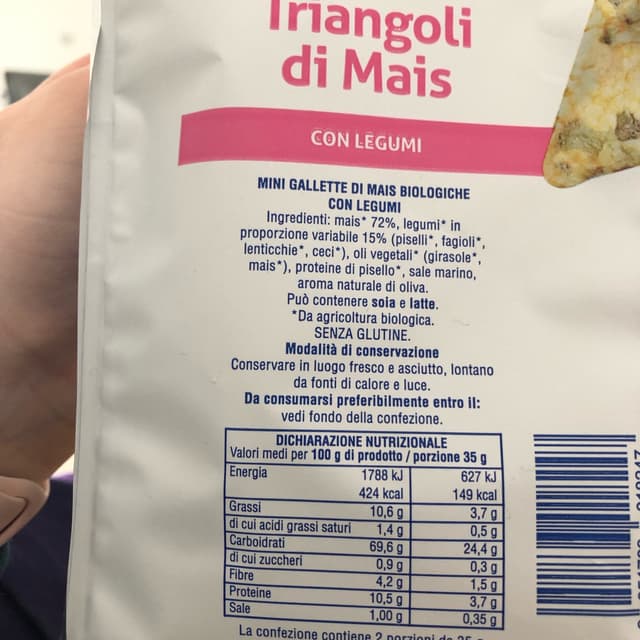 Triangoli
di Mais
CON LEGUMI
MINI GALLETTE DI MAIS BIOLOGICHE
CON LEGUMI
Ingredienti: mais* 72%, legumi* in
proporzione variabile 15% (piselli*, fagioli*,
lenticchie*, ceci*), oli vegetali* (girasole*,
mais*), proteine di pisello*, sale marino,
aroma naturale di oliva.
Può contenere soia e latte.
*Da agricoltura biologica.
SENZA GLUTINE.
Modalità di conservazione
Conservare in luogo fresco e asciutto, lontano
da fonti di calore e luce.
Da consumarsi preferibilmente entro il:
vedi fondo della confezione.
DICHIARAZIONE NUTRIZIONALE
Valori medi per 100 g di prodotto / porzione 35 g
Energia 1788 kJ 627 kJ
424 kcal 149 kcal
Grassi 10,6 g 3,7 g
di cui acidi grassi saturi 1,4 g 0,5 g
Carboidrati 69,6 g 24,4 g
di cui zuccheri 0,9 g 0,3 g
Fibre 4,2 g 1,5 g
Proteine 10,5 g 3,7 g
Sale 1,00 g 0,35 g
La confezione contiene 2 porzioni da